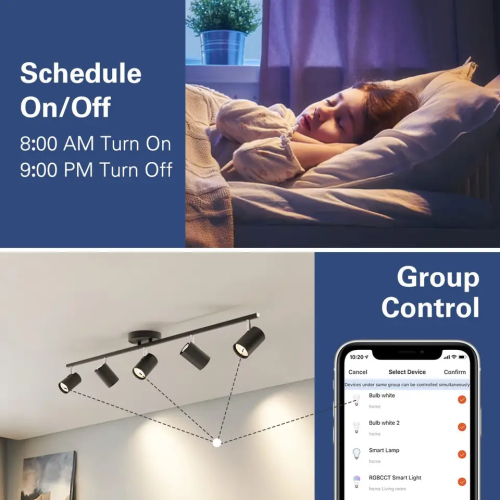 Schedule
On/Off
8:00 AM Turn On
9:00 PM Turn Off
Group
Control
10:20
Cancel Select Device Confirm
Devices under same group can be controlled simultaneously
Bulb white
home
Bulb white 2
home
Smart Lamp
home
RGBCCT Smart Light
home Living room